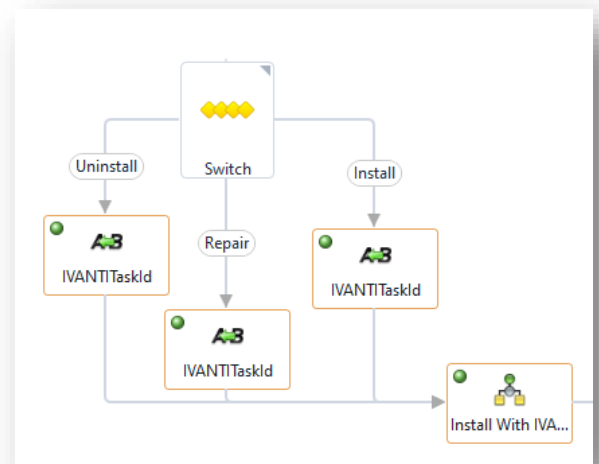 Switch
Uninstall
Install
Repair
A B
IVANTITaskId
A B
IVANTITaskId
A B
IVANTITaskId
Install With IVA...